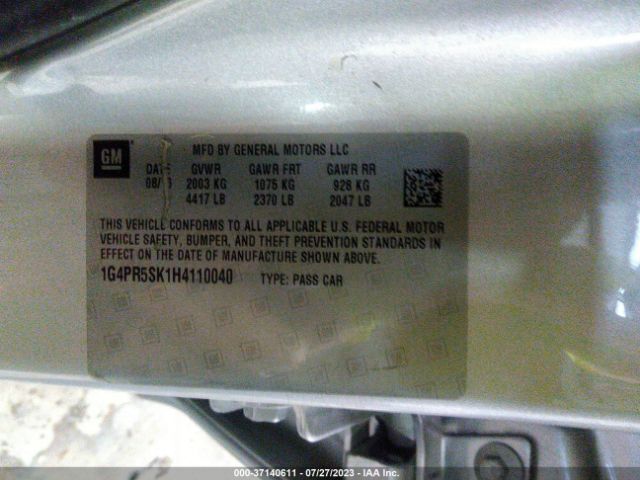 GM
MFD BY GENERAL MOTORS LLC
DATE GVWR GAWR FRT GAWR RR
08/ 2003 KG 1075 KG 928 KG
4417 LB 2370 LB 2047 LB
THIS VEHICLE CONFORMS TO ALL APPLICABLE U.S. FEDERAL MOTOR
VEHICLE SAFETY, BUMPER, AND THEFT PREVENTION STANDARDS IN
EFFECT ON THE DATE OF MANUFACTURE SHOWN ABOVE.
1G4PR5SK1H4110040 TYPE: PASS CAR
000-37140611 - 07/27/2023 - IAA Inc.